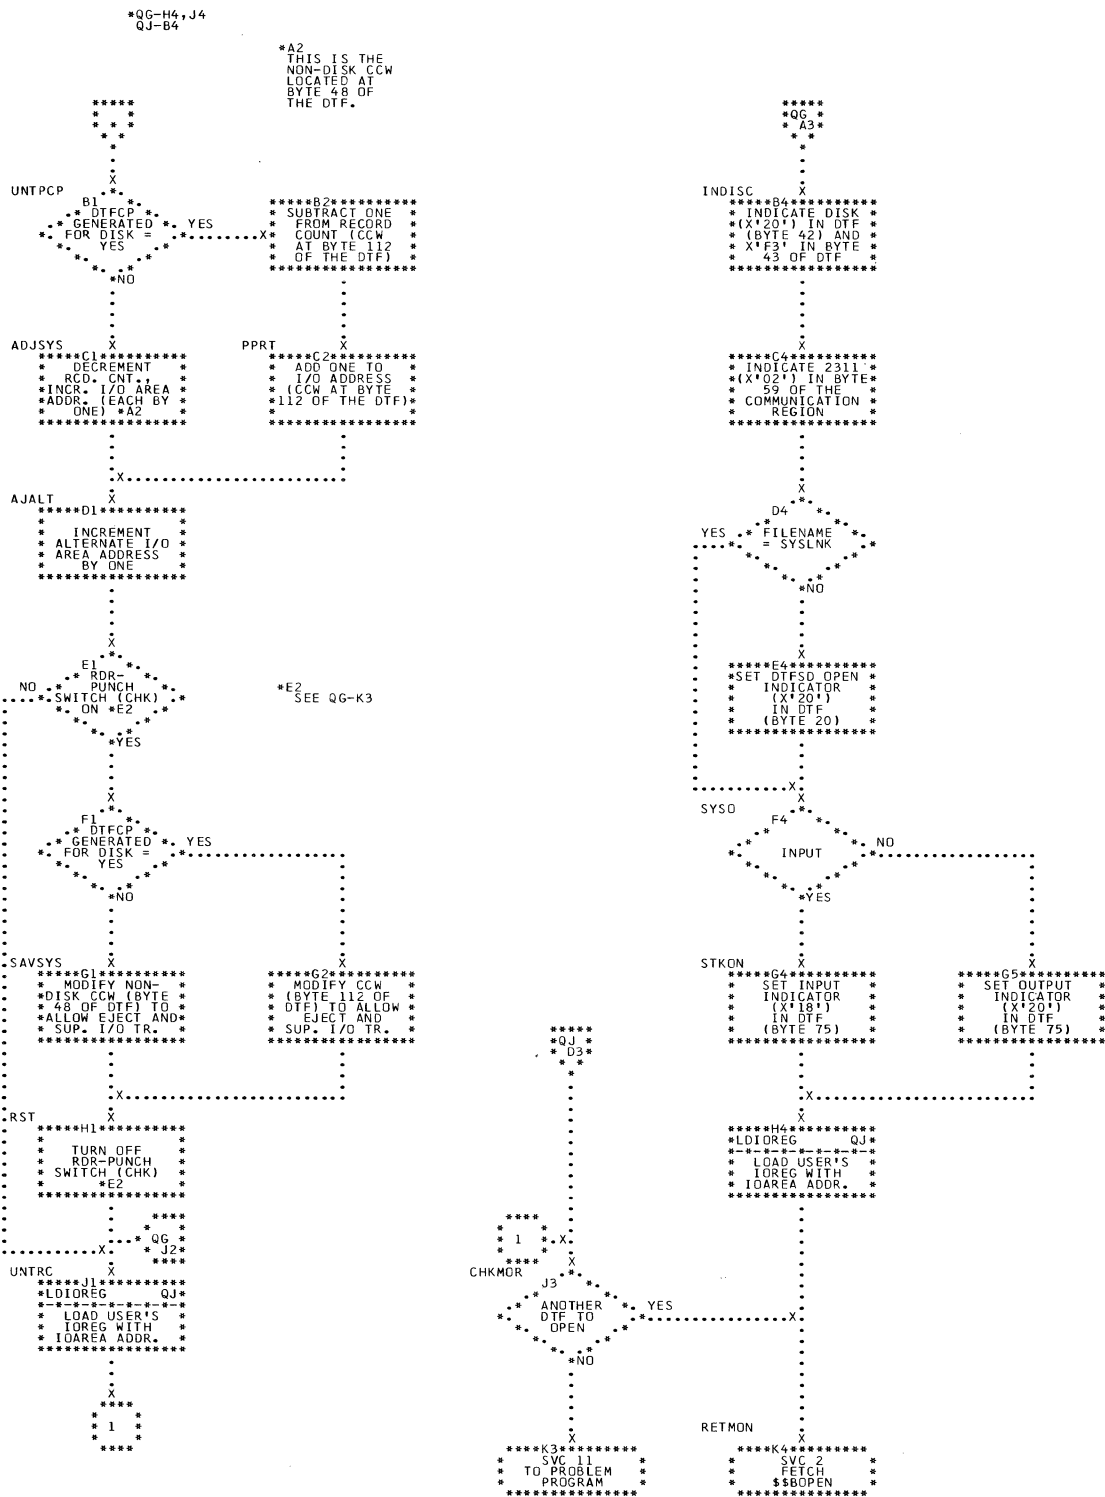 *QG-H4,J4
QJ-B4
*A2
THIS IS THE
NON-DISK CCW
LOCATED AT
BYTE 48 OF
THE DTF.
UNTPCP
B1
DTFCP
GENERATED
FOR DISK =
YES
YES
NO
B2
SUBTRACT ONE
FROM RECORD
COUNT (CCW
AT BYTE 112
OF THE DTF)
ADJSYS
C1
DECREMENT
RCD. CNT.,
INCR. I/O AREA
ADDR. (EACH BY
ONE) *A2
PPRT
C2
ADD ONE TO
I/O ADDRESS
(CCW AT BYTE
112 OF THE DTF)
AJALT
D1
INCREMENT
ALTERNATE I/O
AREA ADDRESS
BY ONE
E1
RDR-
PUNCH
SWITCH (CHK)
ON *E2
NO
YES
*E2
SEE QG-K3
F1
DTFCP
GENERATED
FOR DISK =
YES
YES
NO
SAVSYS
G1
MODIFY NON-
DISK CCW (BYTE
48 OF DTF) TO
ALLOW EJECT AND
SUP. I/O TR.
G2
MODIFY CCW
(BYTE 112 OF
DTF) TO ALLOW
EJECT AND
SUP. I/O TR.
RST
H1
TURN OFF
RDR-PUNCH
SWITCH (CHK)
*E2
QG
J2
UNTRC
J1
LDIOREG QJ
LOAD USER'S
IOREG WITH
IOAREA ADDR.
1
QJ
D3
1
CHKMOR
J3
ANOTHER
DTF TO
OPEN
YES
NO
K3
SVC 11
TO PROBLEM
PROGRAM
QG
A3
INDISC
B4
INDICATE DISK
(X'20') IN DTF
(BYTE 42) AND
X'F3' IN BYTE
43 OF DTF
C4
INDICATE 2311
(X'02') IN BYTE
59 OF THE
COMMUNICATION
REGION
D4
FILENAME
= SYSLNK
YES
NO
E4
SET DTFSD OPEN
INDICATOR
(X'20')
IN DTF
(BYTE 20)
SYSO
F4
INPUT
NO
YES
STKON
G4
SET INPUT
INDICATOR
(X'18')
IN DTF
(BYTE 75)
G5
SET OUTPUT
INDICATOR
(X'20')
IN DTF
(BYTE 75)
H4
LDIOREG QJ
LOAD USER'S
IOREG WITH
IOAREA ADDR.
RETMON
K4
SVC 2
FETCH
$$BOPEN